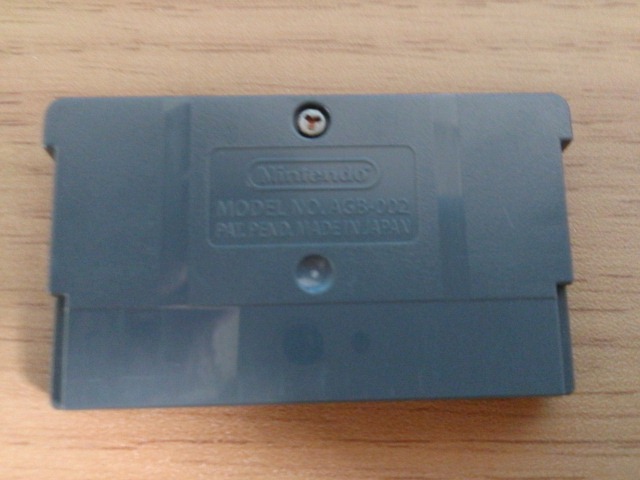 Nintendo
MODEL NO. AGB-002
PAT. PEND. MADE IN JAPAN